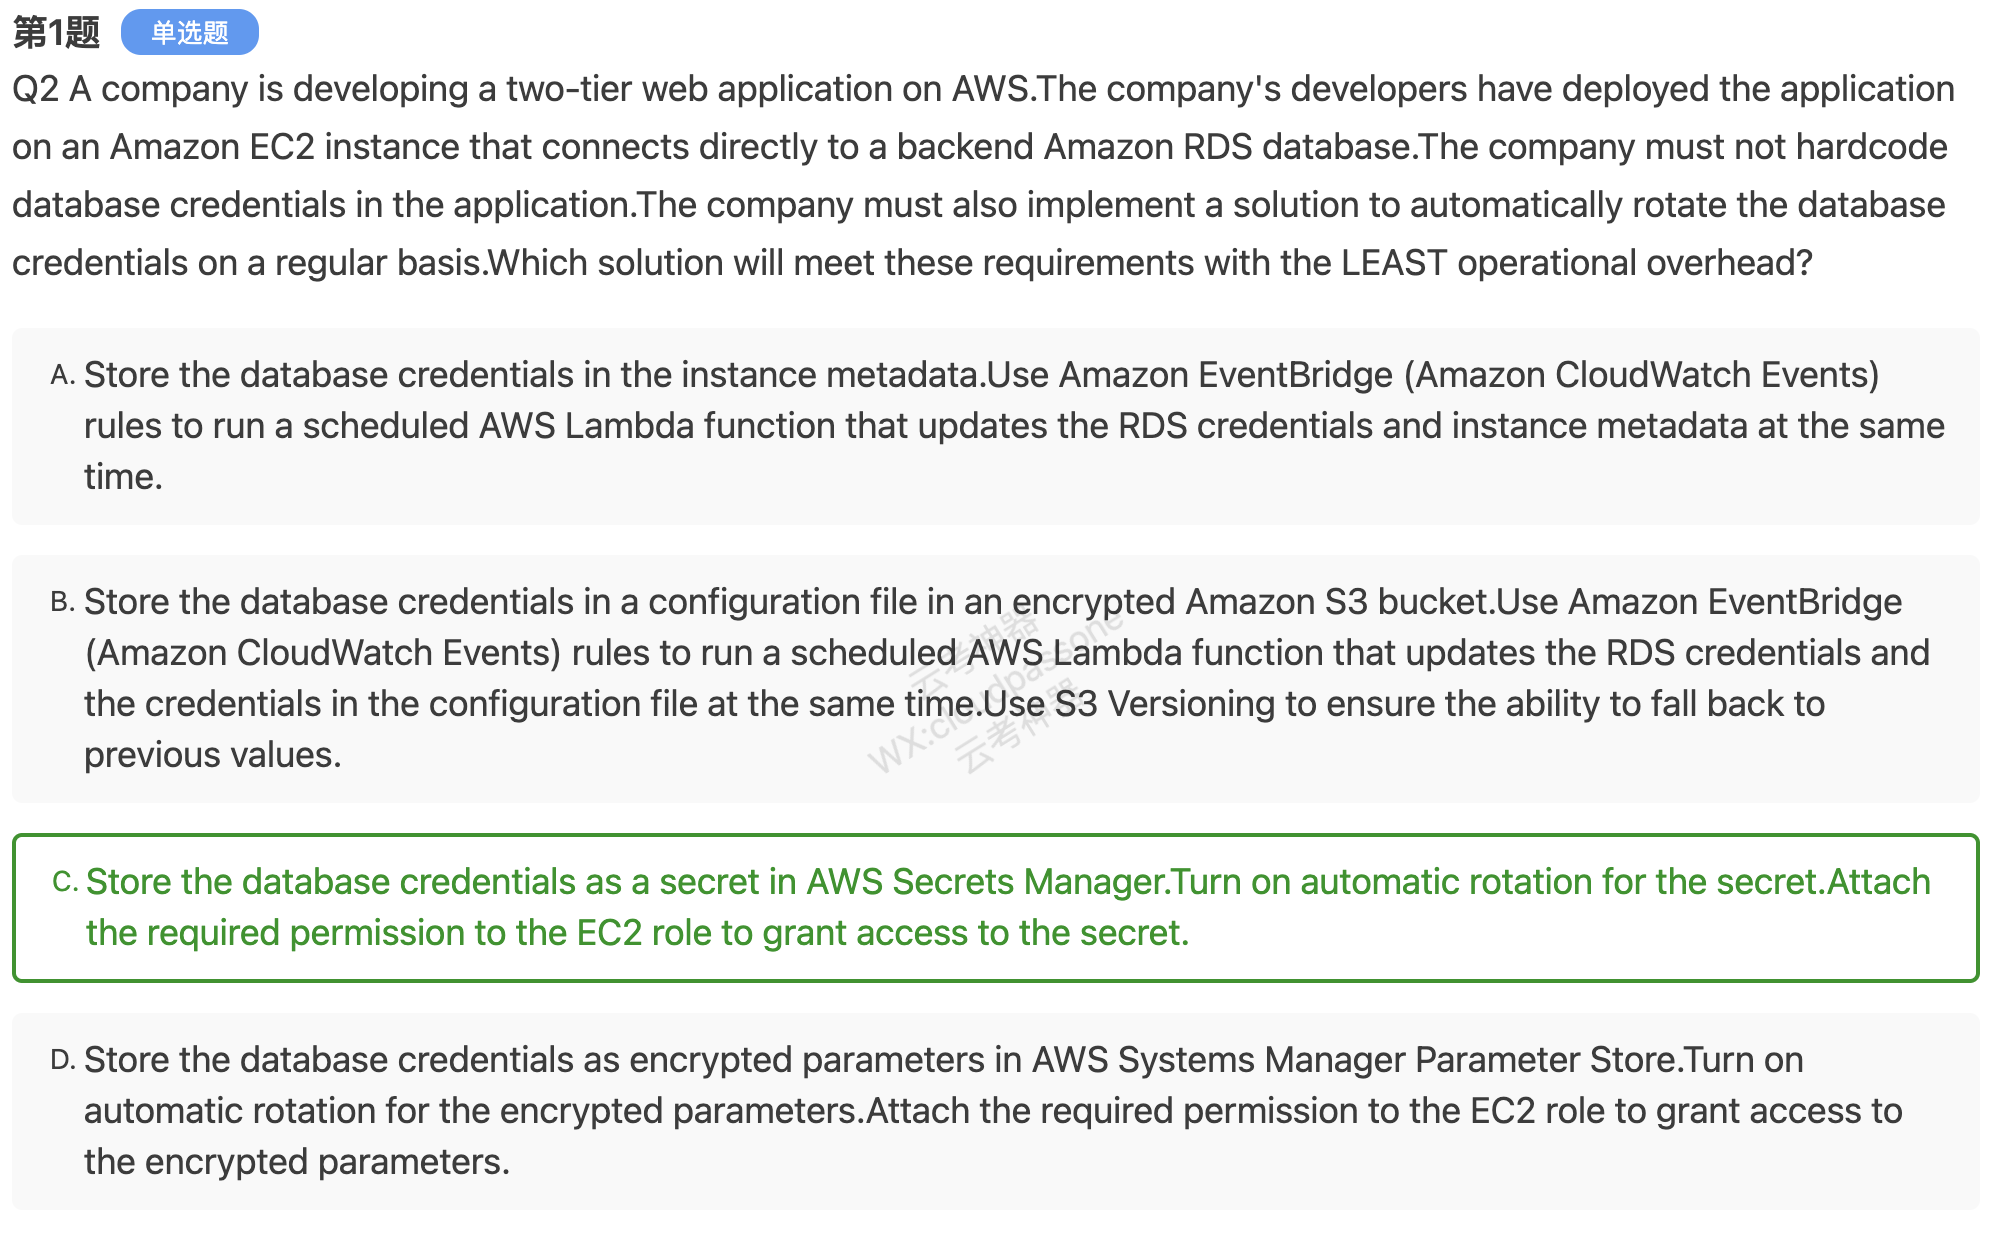 第1题 单选题
Q2 A company is developing a two-tier web application on AWS.The company's developers have deployed the application
on an Amazon EC2 instance that connects directly to a backend Amazon RDS database.The company must not hardcode
database credentials in the application.The company must also implement a solution to automatically rotate the database
credentials on a regular basis.Which solution will meet these requirements with the LEAST operational overhead?
A. Store the database credentials in the instance metadata.Use Amazon EventBridge (Amazon CloudWatch Events)
rules to run a scheduled AWS Lambda function that updates the RDS credentials and instance metadata at the same
time.
B. Store the database credentials in a configuration file in an encrypted Amazon S3 bucket.Use Amazon EventBridge
(Amazon CloudWatch Events) rules to run a scheduled AWS Lambda function that updates the RDS credentials and
the credentials in the configuration file at the same time.Use S3 Versioning to ensure the ability to fall back to
previous values.
云考神器
WX:cloudpassone
云考神器
C. Store the database credentials as a secret in AWS Secrets Manager.Turn on automatic rotation for the secret.Attach
the required permission to the EC2 role to grant access to the secret.
D. Store the database credentials as encrypted parameters in AWS Systems Manager Parameter Store.Turn on
automatic rotation for the encrypted parameters.Attach the required permission to the EC2 role to grant access to
the encrypted parameters.